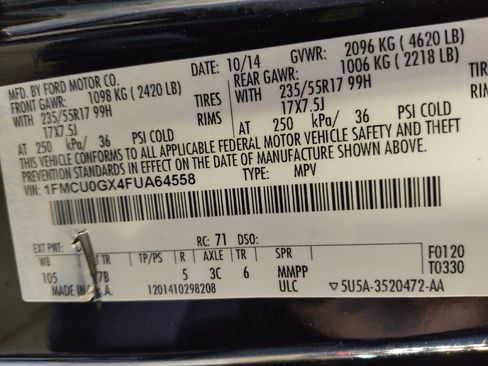 MFD. BY FORD MOTOR CO.
DATE: 10/14 GVWR: 2096 KG ( 4620 LB)
FRONT GAWR: 1098 KG (2420 LB) REAR GAWR: 1006 KG ( 2218 LB)
WITH 235/55R17 99H TIRES WITH 235/55R17 99H
17X7.5J RIMS 17X7.5J
AT 250 kPa/ 36 PSI COLD AT 250 kPa/ 36 PSI COLD
THIS VEHICLE CONFORMS TO ALL APPLICABLE FEDERAL MOTOR VEHICLE SAFETY AND THEFT
PREVENTION STANDARDS IN EFFECT ON THE DATE OF MANUFACTURE SHOWN ABOVE.
VIN: 1FMCU0GX4FUA64558 TYPE: MPV
EXT PNT: RC: 71 DSO: F0120
WB TR TP/PS R AXLE TR SPR T0330
105 7B 5 3C 6 MMPP
MADE IN U.S.A. 1201410298208 ULC 5U5A-3520472-AA